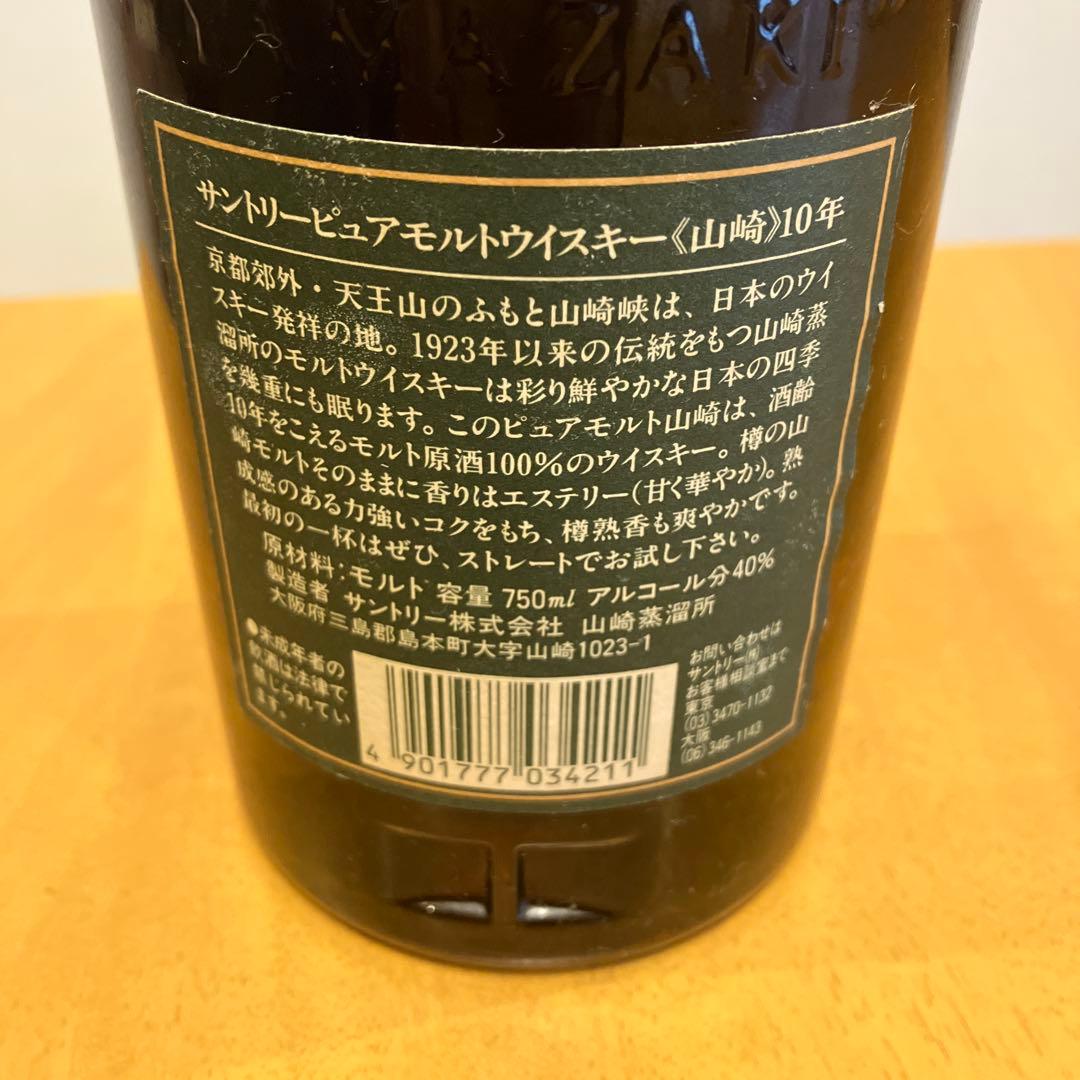 YAMAZAKI
サントリーピュアモルトウイスキー《山崎》10年
京都郊外・天王山のふもと山崎峡は、日本のウイ
スキー発祥の地。1923年以来の伝統をもつ山崎蒸
溜所のモルトウイスキーは彩り鮮やかな日本の四季
を幾重にも眠ります。このピュアモルト山崎は、酒齢
10年をこえるモルト原酒100%のウイスキー。樽の山
崎モルトそのままに香りはエステリー(甘く華やか)。熟
成感のある力強いコクをもち、樽熟香も爽やかです。
最初の一杯はぜひ、ストレートでお試し下さい。
原材料:モルト 容量 750ml アルコール分40%
製造者 サントリー株式会社 山崎蒸溜所
大阪府三島郡島本町大字山崎1023-1
●未成年者の
飲酒は法律で
禁じられてい
ます。
4 901777 034211
お問い合わせは
サントリー(株)
お客様相談室まで
東京
(03) 3470-1132
大阪
(06) 346-1143